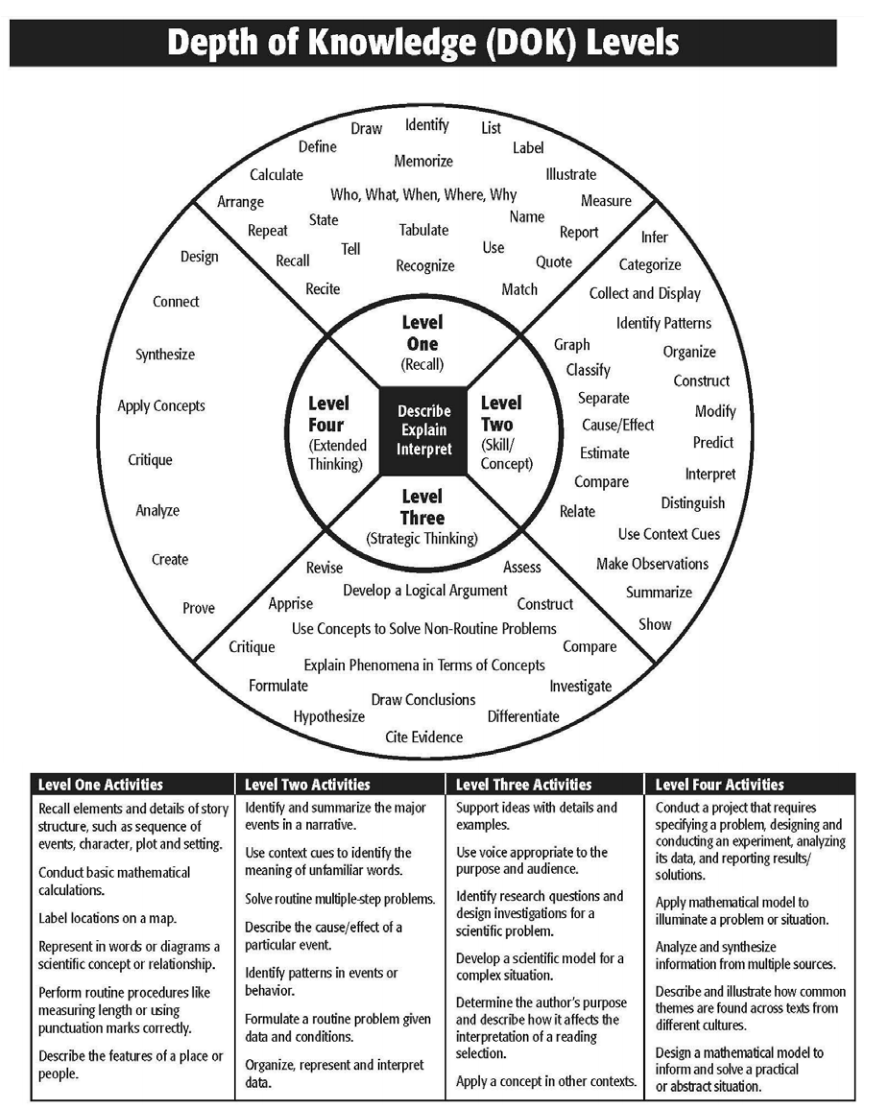 Depth of Knowledge (DOK) Levels
Draw
Identify
List
Define
Memorize
Label
Calculate
Illustrate
Arrange
Who, What, When, Where, Why
Measure
Repeat
State
Tabulate
Name
Report
Recall
Tell
Recognize
Use
Quote
Recite
Match
Level
One
(Recall)
Infer
Categorize
Collect and Display
Identify Patterns
Graph
Organize
Classify
Construct
Separate
Modify
Cause/Effect
Predict
Estimate
Interpret
Compare
Distinguish
Relate
Use Context Cues
Make Observations
Summarize
Show
Level
Two
(Skill/
Concept)
Describe
Explain
Interpret
Level
Three
(Strategic Thinking)
Revise
Assess
Develop a Logical Argument
Apprise
Construct
Use Concepts to Solve Non-Routine Problems
Critique
Compare
Explain Phenomena in Terms of Concepts
Formulate
Investigate
Draw Conclusions
Hypothesize
Differentiate
Cite Evidence
Level
Four
(Extended
Thinking)
Design
Connect
Synthesize
Apply Concepts
Critique
Analyze
Create
Prove
Level One Activities
Recall elements and details of story
structure, such as sequence of
events, character, plot and setting.
Conduct basic mathematical
calculations.
Label locations on a map.
Represent in words or diagrams a
scientific concept or relationship.
Perform routine procedures like
measuring length or using
punctuation marks correctly.
Describe the features of a place or
people.
Level Two Activities
Identify and summarize the major
events in a narrative.
Use context cues to identify the
meaning of unfamiliar words.
Solve routine multiple-step problems.
Describe the cause/effect of a
particular event.
Identify patterns in events or
behavior.
Formulate a routine problem given
data and conditions.
Organize, represent and interpret
data.
Level Three Activities
Support ideas with details and
examples.
Use voice appropriate to the
purpose and audience.
Identify research questions and
design investigations for a
scientific problem.
Develop a scientific model for a
complex situation.
Determine the author's purpose
and describe how it affects the
interpretation of a reading
selection.
Apply a concept in other contexts.
Level Four Activities
Conduct a project that requires
specifying a problem, designing and
conducting an experiment, analyzing
its data, and reporting results/
solutions.
Apply mathematical model to
illuminate a problem or situation.
Analyze and synthesize
information from multiple sources.
Describe and illustrate how common
themes are found across texts from
different cultures.
Design a mathematical model to
inform and solve a practical
or abstract situation.